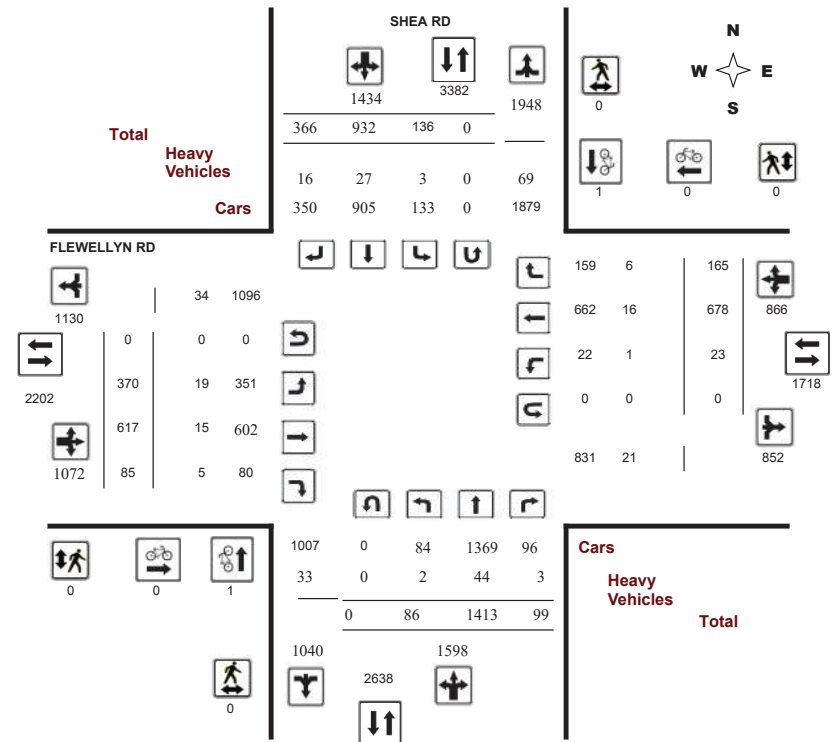 SHEA RD
N
W E
S
1434 3382 1948
0
Total
366 932 136 0
Heavy
Vehicles
16 27 3 0 69
1 0 0
Cars
350 905 133 0 1879
FLEWELLYN RD
159 6 165
34 1096
1130
662 16 678 866
0 0 0
22 1 23
1718
370 19 351
2202
0 0 0
617 15 602
831 21 852
1072 85 5 80
1007 0 84 1369 96
Cars
33 0 2 44 3
Heavy
Vehicles
0 0 1
0 86 1413 99
Total
1040 1598
2638
0